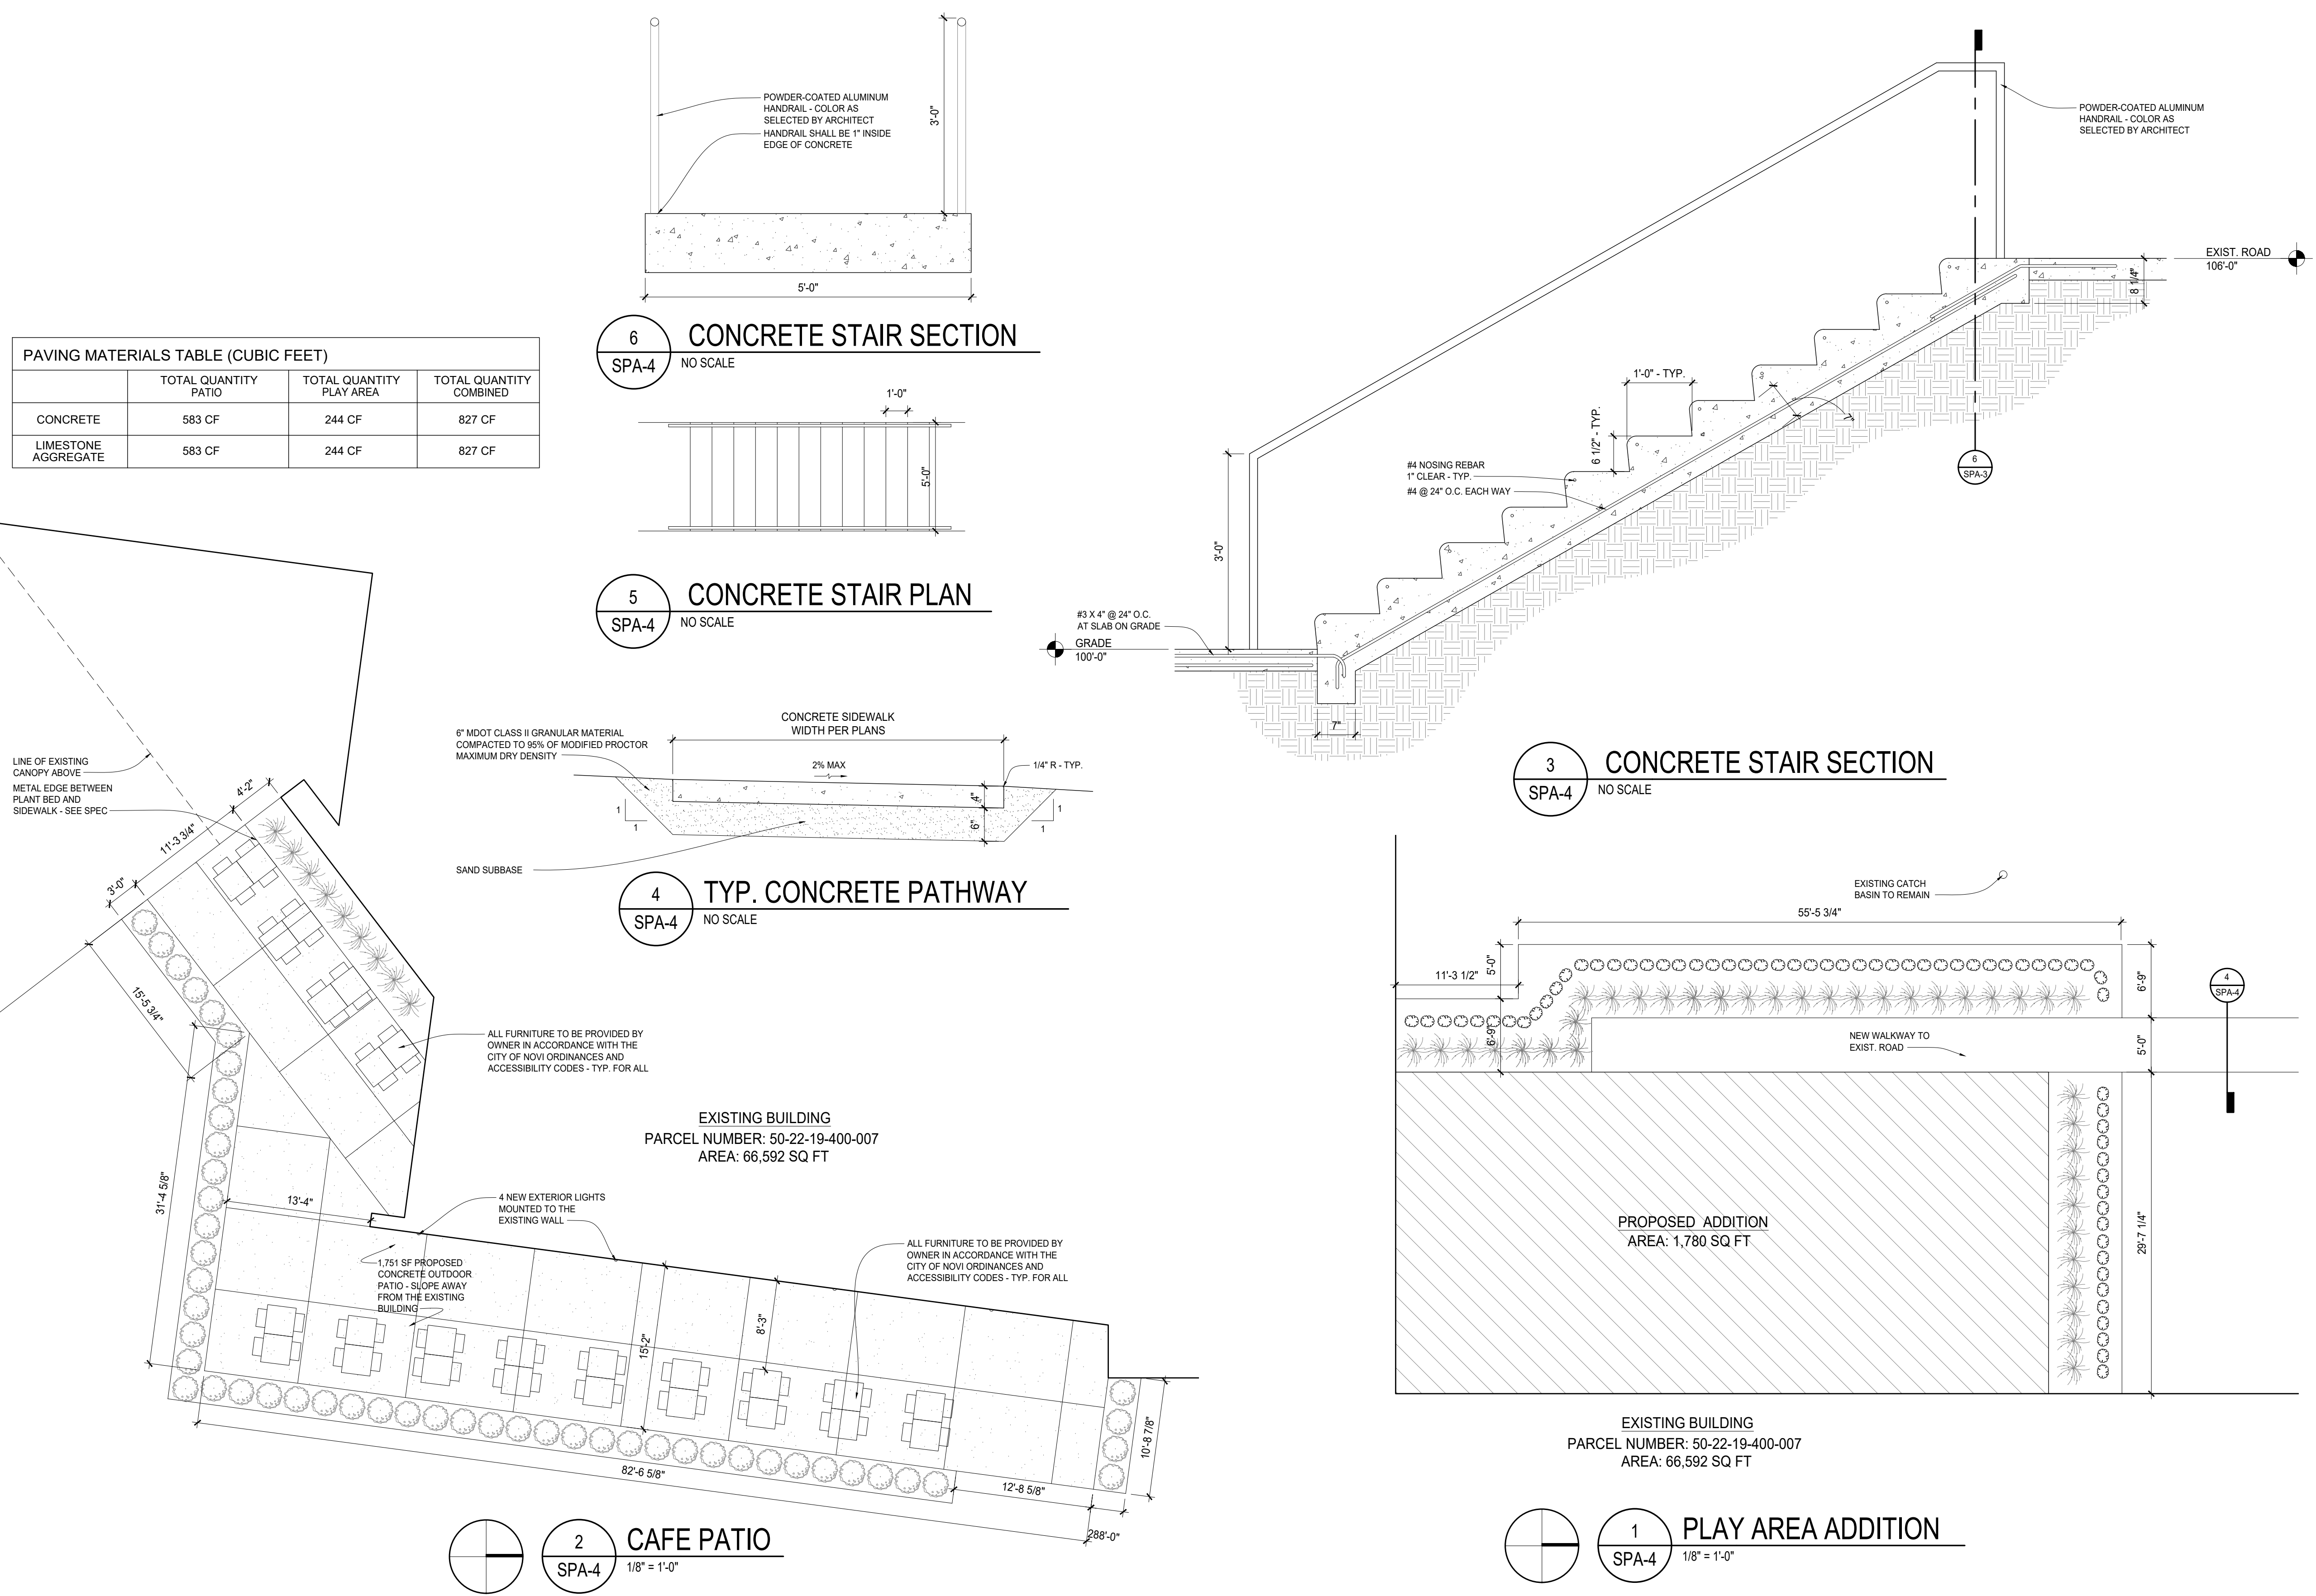 POWDER-COATED ALUMINUM
HANDRAIL - COLOR AS
SELECTED BY ARCHITECT
HANDRAIL SHALL BE 1" INSIDE
EDGE OF CONCRETE
3'-0"
5'-0"
6
SPA-4
CONCRETE STAIR SECTION
NO SCALE
POWDER-COATED ALUMINUM
HANDRAIL - COLOR AS
SELECTED BY ARCHITECT
EXIST. ROAD
106'-0"
8 1/4"
1'-0" - TYP.
6 1/2" - TYP.
3
7
#4 NOSING REBAR
1" CLEAR - TYP.
#4 @ 24" O.C. EACH WAY
6
SPA-3
3'-0"
#3 X 4" @ 24" O.C.
AT SLAB ON GRADE
GRADE
100'-0"
7"
3
SPA-4
CONCRETE STAIR SECTION
NO SCALE
PAVING MATERIALS TABLE (CUBIC FEET)
TOTAL QUANTITY PATIO
TOTAL QUANTITY PLAY AREA
TOTAL QUANTITY COMBINED
CONCRETE 583 CF 244 CF 827 CF
LIMESTONE AGGREGATE 583 CF 244 CF 827 CF
1'-0"
5'-0"
5
SPA-4
CONCRETE STAIR PLAN
NO SCALE
CONCRETE SIDEWALK
WIDTH PER PLANS
6" MDOT CLASS II GRANULAR MATERIAL
COMPACTED TO 95% OF MODIFIED PROCTOR
MAXIMUM DRY DENSITY
2% MAX
1/4" R - TYP.
4"
6"
1
1
1
1
SAND SUBBASE
4
SPA-4
TYP. CONCRETE PATHWAY
NO SCALE
LINE OF EXISTING
CANOPY ABOVE
METAL EDGE BETWEEN
PLANT BED AND
SIDEWALK - SEE SPEC
4'-2"
11'-3 3/4"
3'-0"
15'-5 3/4"
31'-4 5/8"
13'-4"
ALL FURNITURE TO BE PROVIDED BY
OWNER IN ACCORDANCE WITH THE
CITY OF NOVI ORDINANCES AND
ACCESSIBILITY CODES - TYP. FOR ALL
EXISTING BUILDING
PARCEL NUMBER: 50-22-19-400-007
AREA: 66,592 SQ FT
4 NEW EXTERIOR LIGHTS
MOUNTED TO THE
EXISTING WALL
1,751 SF PROPOSED
CONCRETE OUTDOOR
PATIO - SLOPE AWAY
FROM THE EXISTING
BUILDING
ALL FURNITURE TO BE PROVIDED BY
OWNER IN ACCORDANCE WITH THE
CITY OF NOVI ORDINANCES AND
ACCESSIBILITY CODES - TYP. FOR ALL
15'-2"
8'-3"
82'-6 5/8"
12'-8 5/8"
10'-8 7/8"
288'-0"
2
SPA-4
CAFE PATIO
1/8" = 1'-0"
EXISTING CATCH
BASIN TO REMAIN
55'-5 3/4"
11'-3 1/2"
5'-0"
6'-9"
6'-9"
5'-0"
29'-7 1/4"
4
SPA-4
NEW WALKWAY TO
EXIST. ROAD
PROPOSED ADDITION
AREA: 1,780 SQ FT
EXISTING BUILDING
PARCEL NUMBER: 50-22-19-400-007
AREA: 66,592 SQ FT
1
SPA-4
PLAY AREA ADDITION
1/8" = 1'-0"